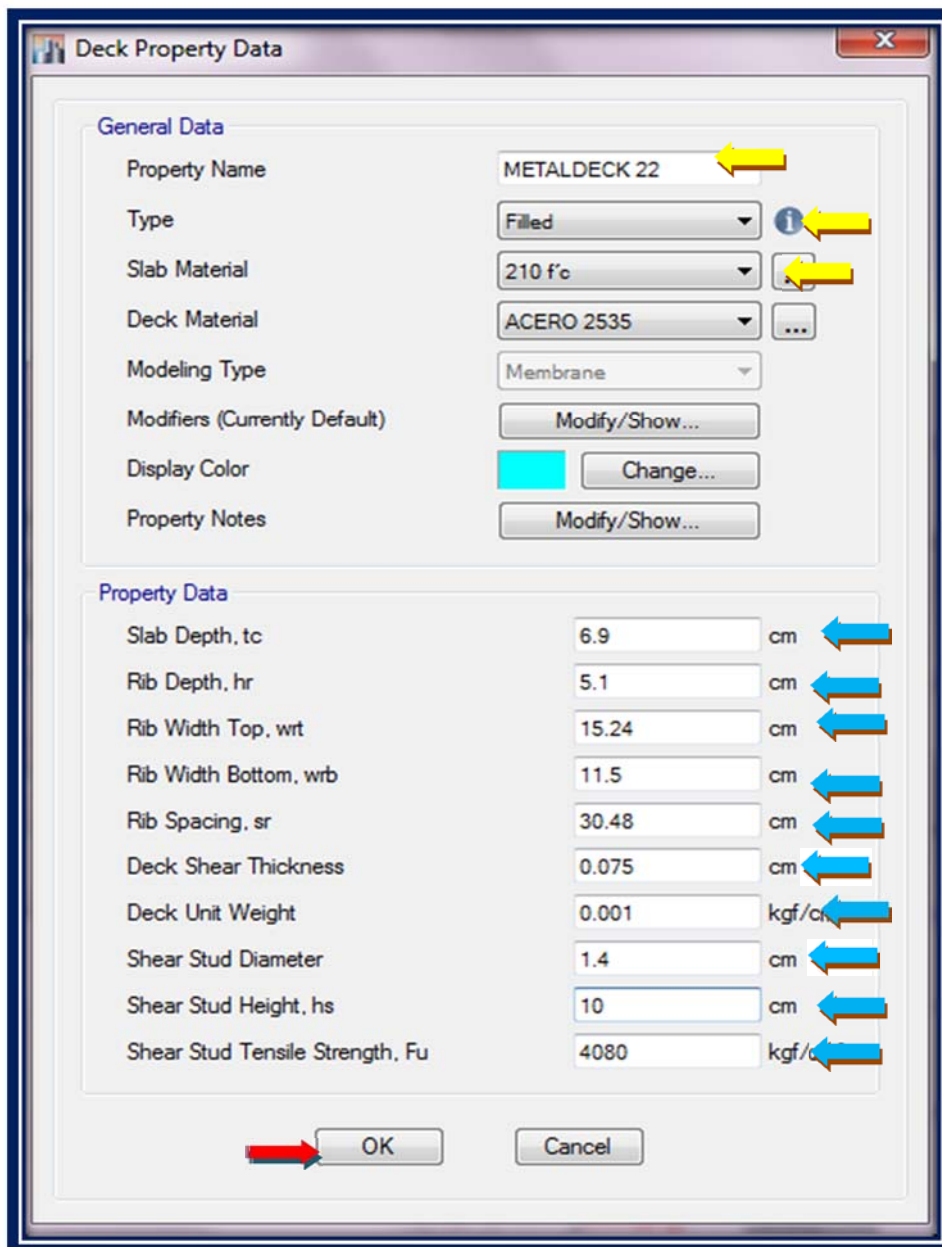 Deck Property Data
General Data
Property Name METALDECK 22
Type Filled
Slab Material 210 f´c
Deck Material ACERO 2535 ...
Modeling Type Membrane
Modifiers (Currently Default) Modify/Show...
Display Color Change...
Property Notes Modify/Show...
Property Data
Slab Depth, tc 6.9 cm
Rib Depth, hr 5.1 cm
Rib Width Top, wrt 15.24 cm
Rib Width Bottom, wrb 11.5 cm
Rib Spacing, sr 30.48 cm
Deck Shear Thickness 0.075 cm
Deck Unit Weight 0.001
Shear Stud Diameter 1.4 cm
Shear Stud Height, hs 10 cm
Shear Stud Tensile Strength, Fu 4080
OK Cancel